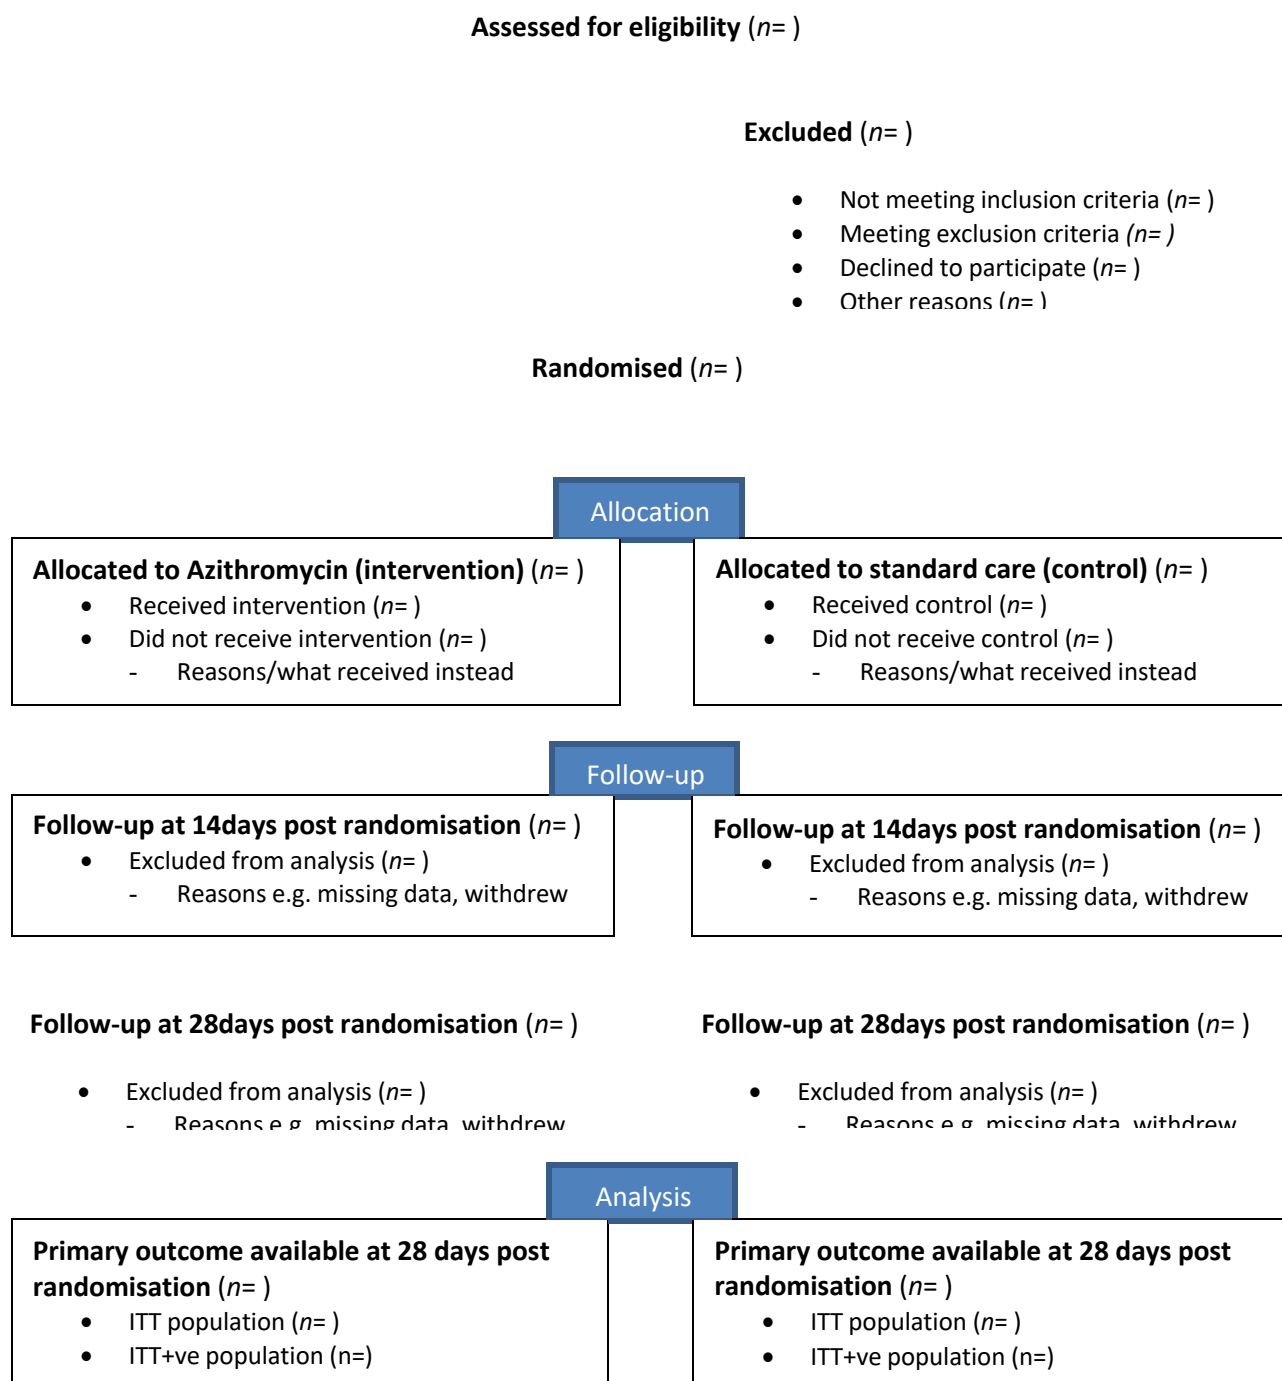 Assessed for eligibility (n= )
Excluded (n= )
• Not meeting inclusion criteria (n= )
• Meeting exclusion criteria (n= )
• Declined to participate (n= )
• Other reasons (n= )
Randomised (n= )
Allocation
Allocated to Azithromycin (intervention) (n= )
• Received intervention (n= )
• Did not receive intervention (n= )
- Reasons/what received instead
Allocated to standard care (control) (n= )
• Received control (n= )
• Did not receive control (n= )
- Reasons/what received instead
Follow-up
Follow-up at 14days post randomisation (n= )
• Excluded from analysis (n= )
- Reasons e.g. missing data, withdrew
Follow-up at 14days post randomisation (n= )
• Excluded from analysis (n= )
- Reasons e.g. missing data, withdrew
Follow-up at 28days post randomisation (n= )
• Excluded from analysis (n= )
- Reasons e.g. missing data, withdrew
Follow-up at 28days post randomisation (n= )
• Excluded from analysis (n= )
- Reasons e.g. missing data, withdrew
Analysis
Primary outcome available at 28 days post
randomisation (n= )
• ITT population (n= )
• ITT+ve population (n=)
Primary outcome available at 28 days post
randomisation (n= )
• ITT population (n= )
• ITT+ve population (n=)